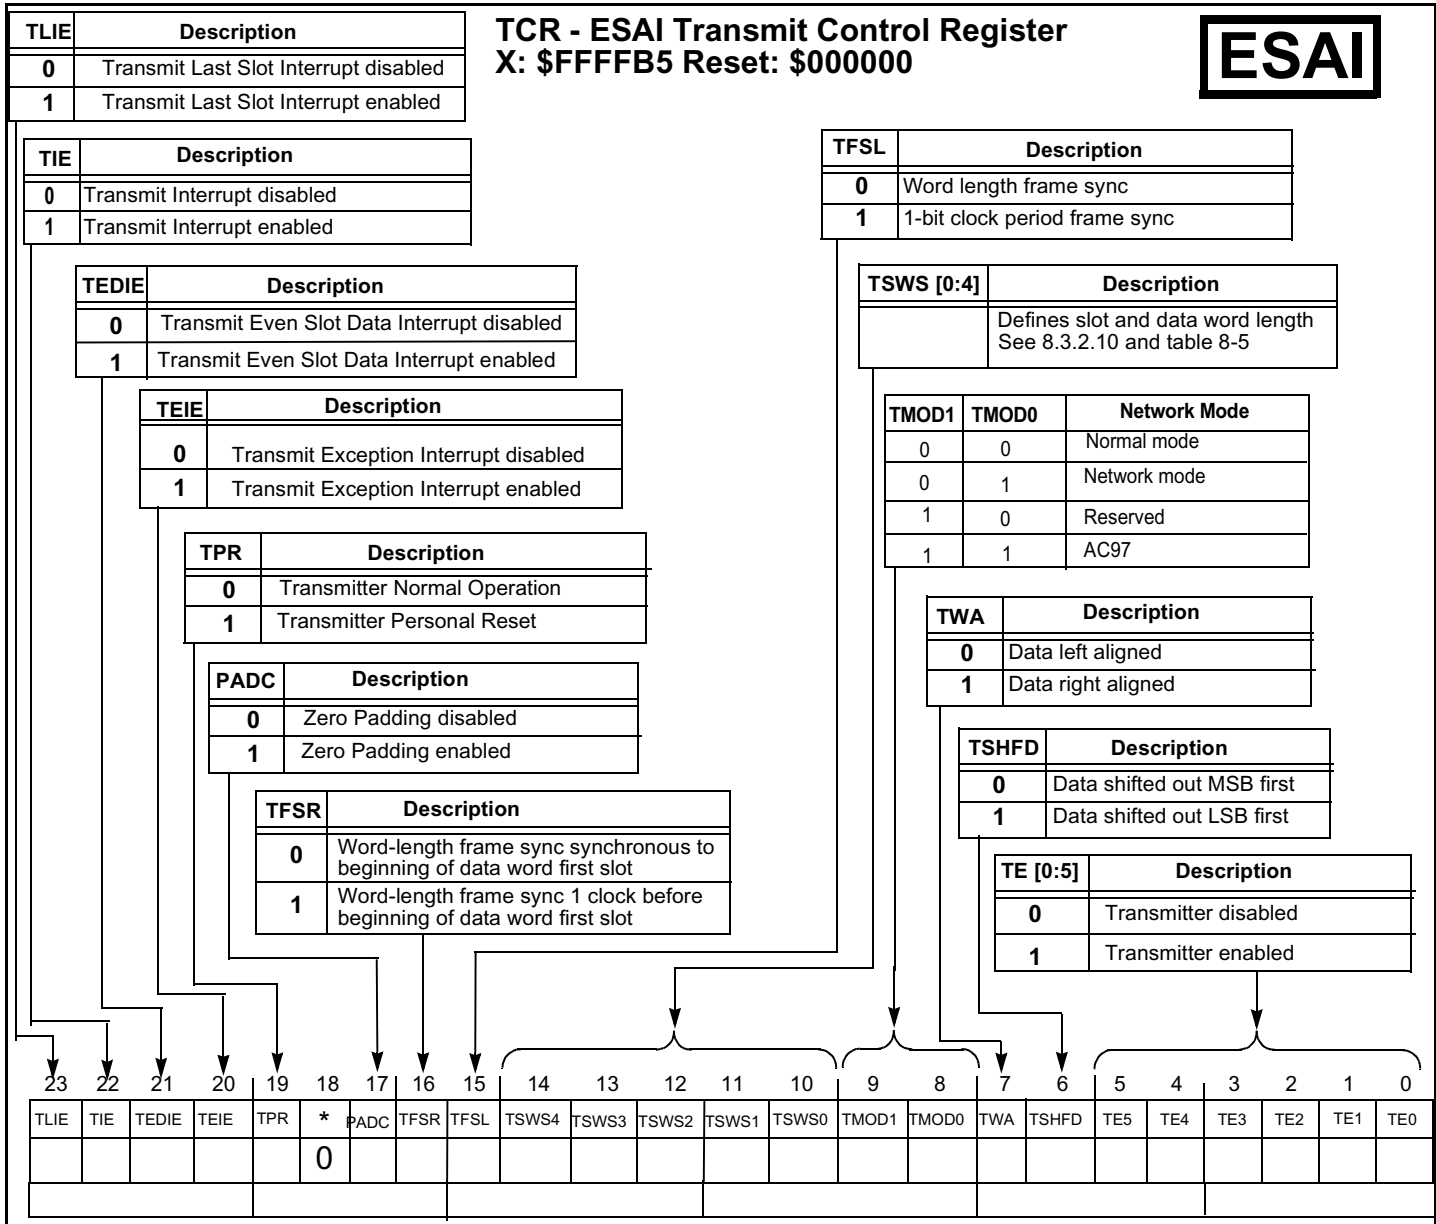 TCR - ESAI Transmit Control Register
X: $FFFFB5 Reset: $000000
ESAI
TLIE Description
0 Transmit Last Slot Interrupt disabled
1 Transmit Last Slot Interrupt enabled
TIE Description
0 Transmit Interrupt disabled
1 Transmit Interrupt enabled
TEDIE Description
0 Transmit Even Slot Data Interrupt disabled
1 Transmit Even Slot Data Interrupt enabled
TEIE Description
0 Transmit Exception Interrupt disabled
1 Transmit Exception Interrupt enabled
TPR Description
0 Transmitter Normal Operation
1 Transmitter Personal Reset
PADC Description
0 Zero Padding disabled
1 Zero Padding enabled
TFSR Description
0 Word-length frame sync synchronous to
beginning of data word first slot
1 Word-length frame sync 1 clock before
beginning of data word first slot
TFSL Description
0 Word length frame sync
1 1-bit clock period frame sync
TSWS [0:4] Description
Defines slot and data word length
See 8.3.2.10 and table 8-5
TMOD1 TMOD0 Network Mode
0 0 Normal mode
0 1 Network mode
1 0 Reserved
1 1 AC97
TWA Description
0 Data left aligned
1 Data right aligned
TSHFD Description
0 Data shifted out MSB first
1 Data shifted out LSB first
TE [0:5] Description
0 Transmitter disabled
1 Transmitter enabled
23 22 21 20 19 18 17 16 15 14 13 12 11 10 9 8 7 6 5 4 3 2 1 0
TLIE TIE TEDIE TEIE TPR * PADC TFSR TFSL TSWS4 TSWS3 TSWS2 TSWS1 TSWS0 TMOD1 TMOD0 TWA TSHFD TE5 TE4 TE3 TE2 TE1 TE0
0